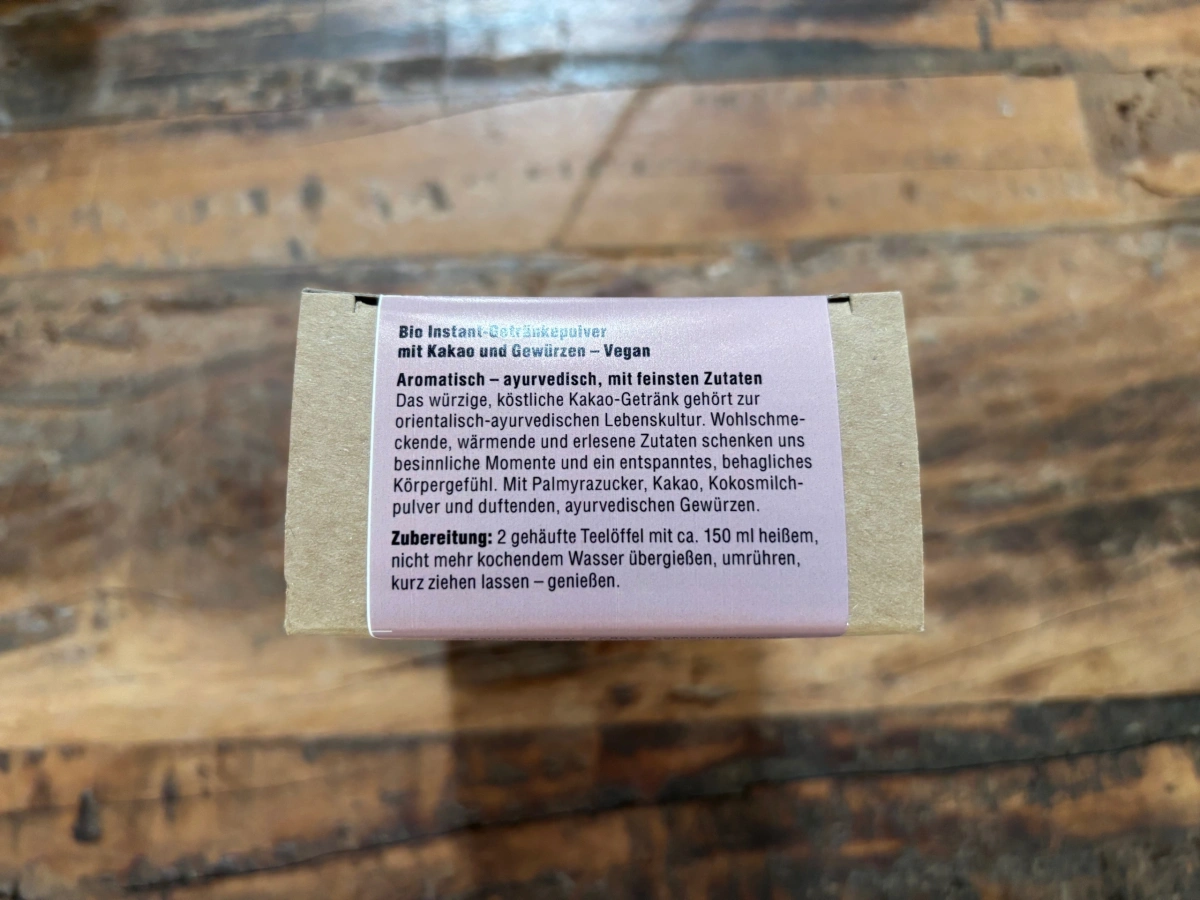 Bio Instant-Getränkepulver
mit Kakao und Gewürzen – Vegan
Aromatisch – ayurvedisch, mit feinsten Zutaten
Das würzige, köstliche Kakao-Getränk gehört zur
orientalisch-ayurvedischen Lebenskultur. Wohlschme-
ckende, wärmende und erlesene Zutaten schenken uns
besinnliche Momente und ein entspanntes, behagliches
Körpergefühl. Mit Palmyrazucker, Kakao, Kokosmilch-
pulver und duftenden, ayurvedischen Gewürzen.
Zubereitung: 2 gehäufte Teelöffel mit ca. 150 ml heißem,
nicht mehr kochendem Wasser übergießen, umrühren,
kurz ziehen lassen – genießen.